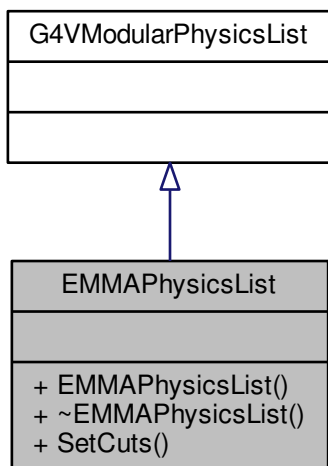 G4VModularPhysicsList
EMMAPhysicsList
+ EMMAPhysicsList()
+ ~EMMAPhysicsList()
+ SetCuts()